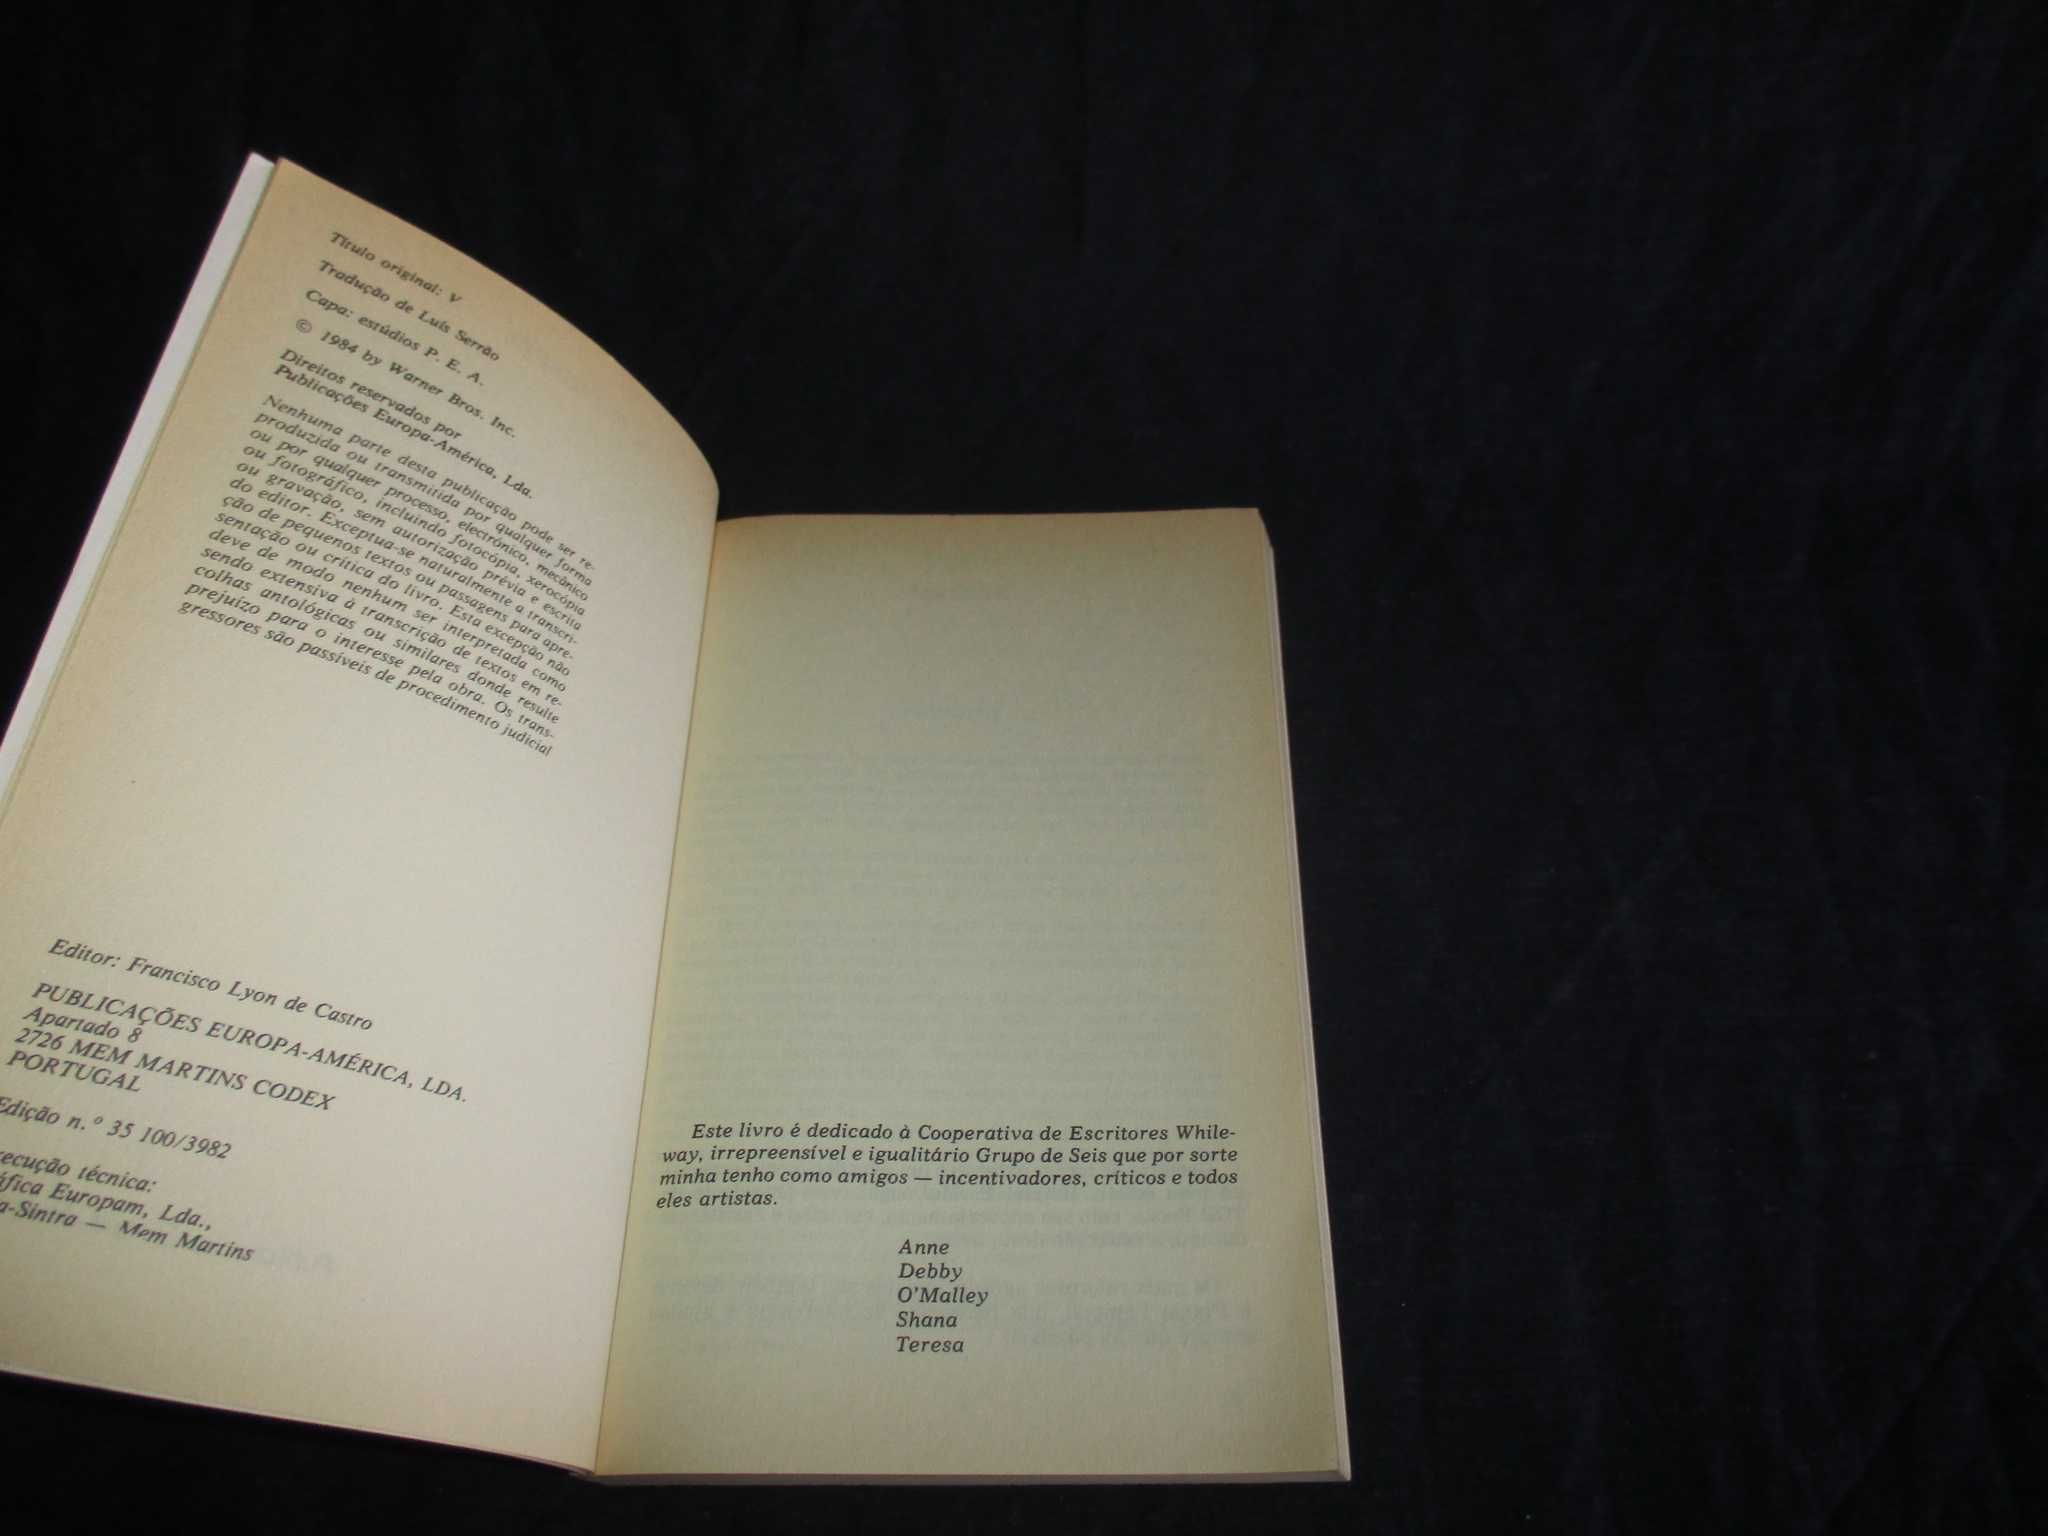 Título original: V
Tradução de Luís Serrão
Capa: estúdios P. E. A.
© 1984 by Warner Bros. Inc.
Direitos reservados por
Publicações Europa-América, Lda.
Nenhuma parte desta publicação pode ser re-
produzida ou transmitida por qualquer forma
ou por qualquer processo, electrónico, mecânico
ou fotográfico, incluindo fotocópia, xerocópia
ou gravação, sem autorização prévia e escrita
do editor. Exceptua-se naturalmente a transcri-
ção de pequenos textos ou passagens para apre-
sentação ou crítica do livro. Esta excepção não
deve de modo nenhum ser interpretada como
sendo extensiva à transcrição de textos em re-
colhas antológicas ou similares donde resulte
prejuízo para o interesse pela obra. Os trans-
gressores são passíveis de procedimento judicial
Editor: Francisco Lyon de Castro
PUBLICAÇÕES EUROPA-AMÉRICA, LDA.
Apartado 8
2726 MEM MARTINS CODEX
PORTUGAL
Edição n.º 35 100/3982
ecução técnica:
áfica Europam, Lda.,
a-Sintra — Mem Martins
Este livro é dedicado à Cooperativa de Escritores While-
way, irrepreensível e igualitário Grupo de Seis que por sorte
minha tenho como amigos — incentivadores, críticos e todos
eles artistas.
Anne
Debby
O'Malley
Shana
Teresa